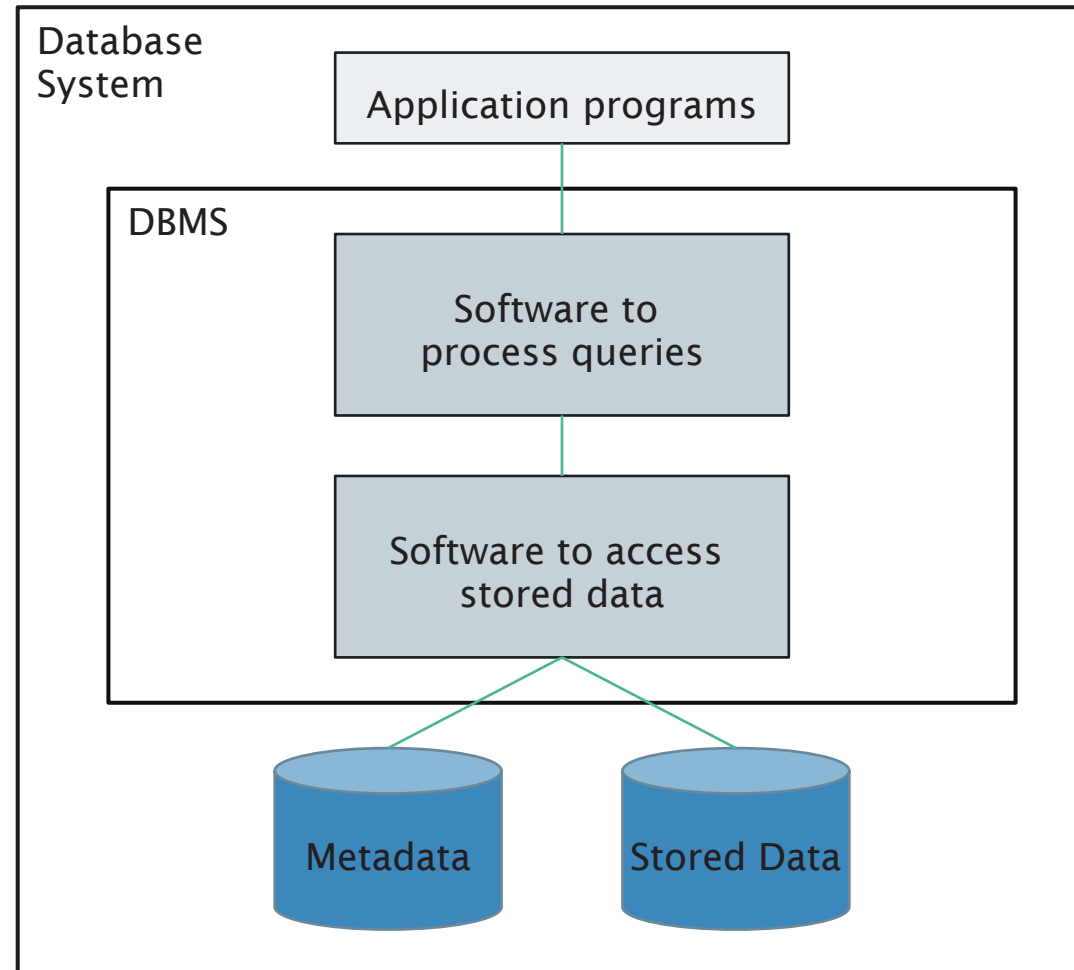 Database
System
Application programs
DBMS
Software to
process queries
Software to access
stored data
Metadata
Stored Data